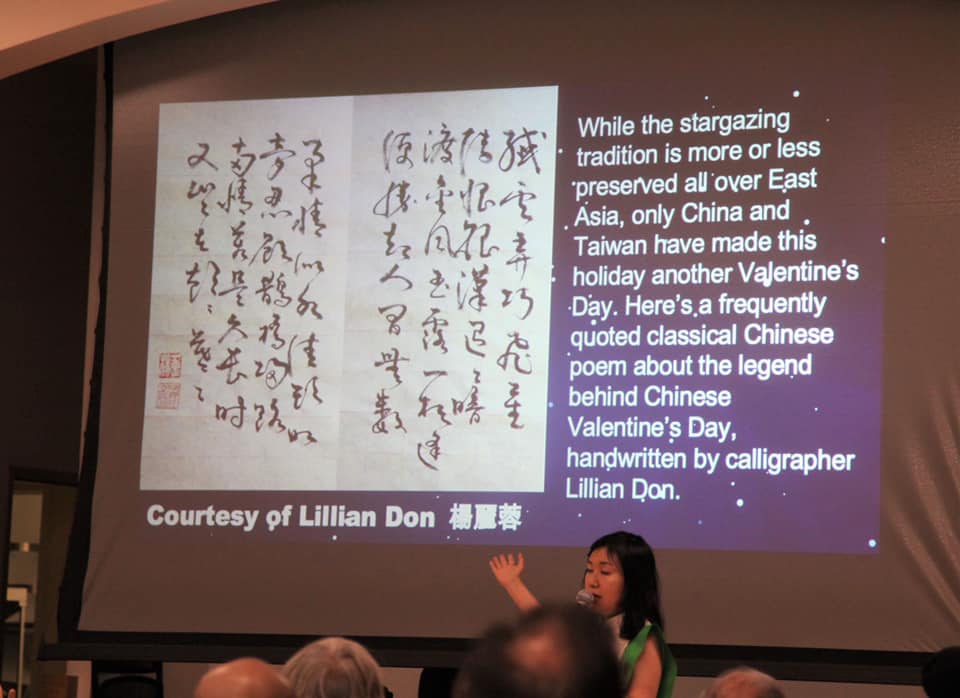 纖雲弄巧飛星
傳恨銀漢迢々暗
渡金風玉露一相逢
便勝卻人間無數
柔情似水佳期如
夢忍顧鵲橋歸路
兩情若是久長時
又豈在朝々暮々
While the stargazing
tradition is more or less
preserved all over East
Asia, only China and
Taiwan have made this
holiday another Valentine's
Day. Here's a frequently
quoted classical Chinese
poem about the legend
behind Chinese
Valentine's Day,
handwritten by calligrapher
Lillian Don.
Courtesy of Lillian Don 楊麗蓉